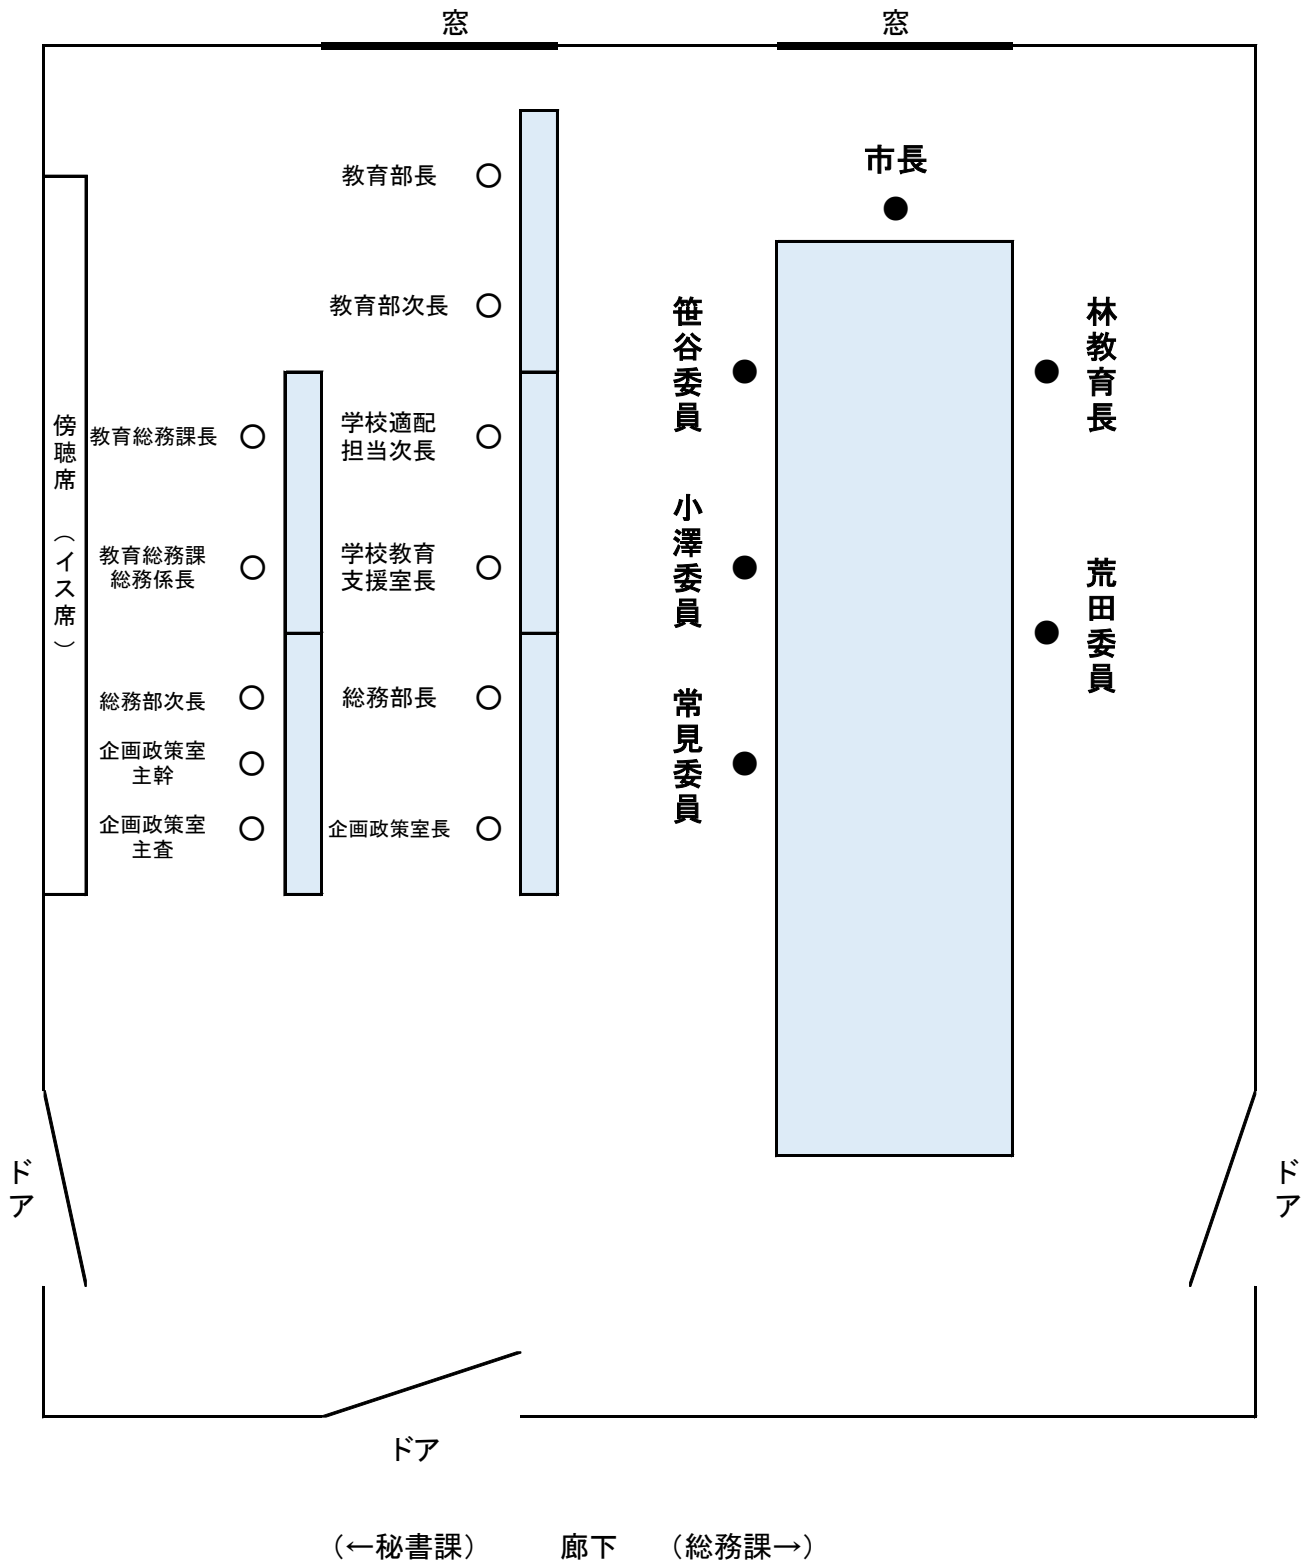 窓
窓
市長
教育部長
教育部次長
笹谷委員
林教育長
傍聴席 （イス席）
教育総務課長
学校適配
担当次長
小澤委員
教育総務課
総務係長
学校教育
支援室長
荒田委員
総務部次長
総務部長
常見委員
企画政策室
主幹
企画政策室
主査
企画政策室長
ドア
ドア
ドア
（←秘書課） 廊下 （総務課→）